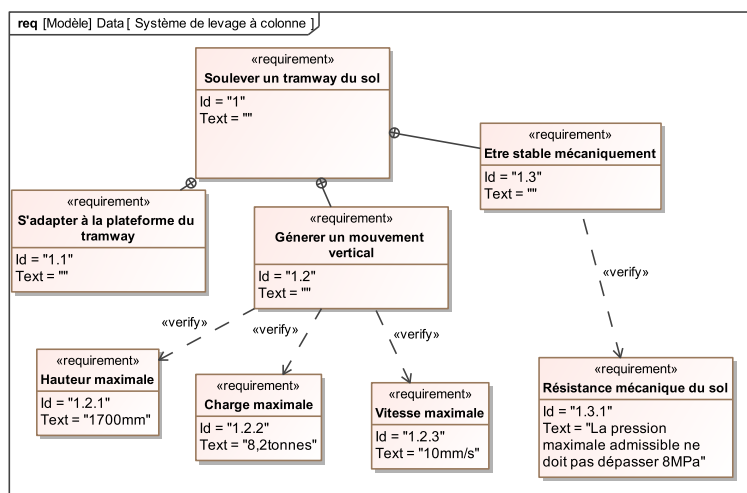 req [Modèle] Data [ Système de levage à colonne ]
«requirement»
Soulever un tramway du sol
Id = "1"
Text = ""
«requirement»
Etre stable mécaniquement
Id = "1.3"
Text = ""
«requirement»
S'adapter à la plateforme du
tramway
Id = "1.1"
Text = ""
«requirement»
Génerer un mouvement
vertical
Id = "1.2"
Text = ""
«verify»
«verify»
«verify»
«verify»
«requirement»
Hauteur maximale
Id = "1.2.1"
Text = "1700mm"
«requirement»
Charge maximale
Id = "1.2.2"
Text = "8,2tonnes"
«requirement»
Vitesse maximale
Id = "1.2.3"
Text = "10mm/s"
«requirement»
Résistance mécanique du sol
Id = "1.3.1"
Text = "La pression
maximale admissible ne
doit pas dépasser 8MPa"